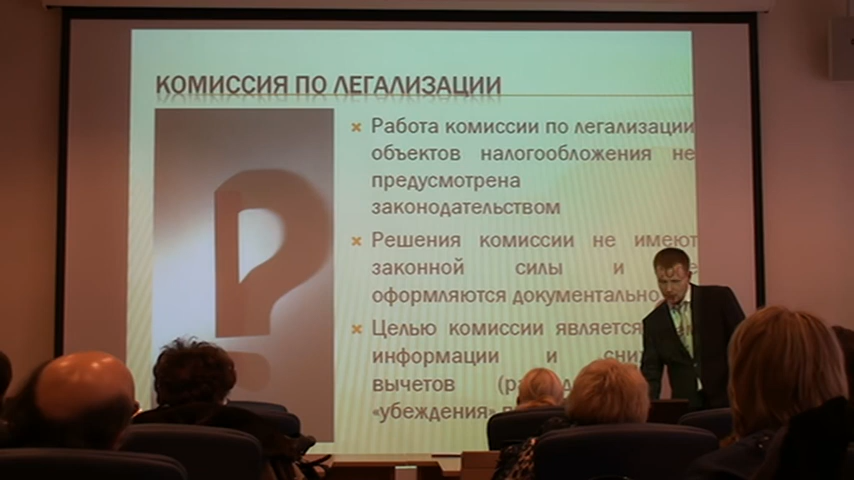 КОМИССИЯ ПО ЛЕГАЛИЗАЦИИ
Работа комиссии по легализации
объектов налогообложения не
предусмотрена
законодательством
Решения комиссии не имеют
законной силы и
оформляются документально
Целью комиссии является
информации и
вычетов
«убеждения»